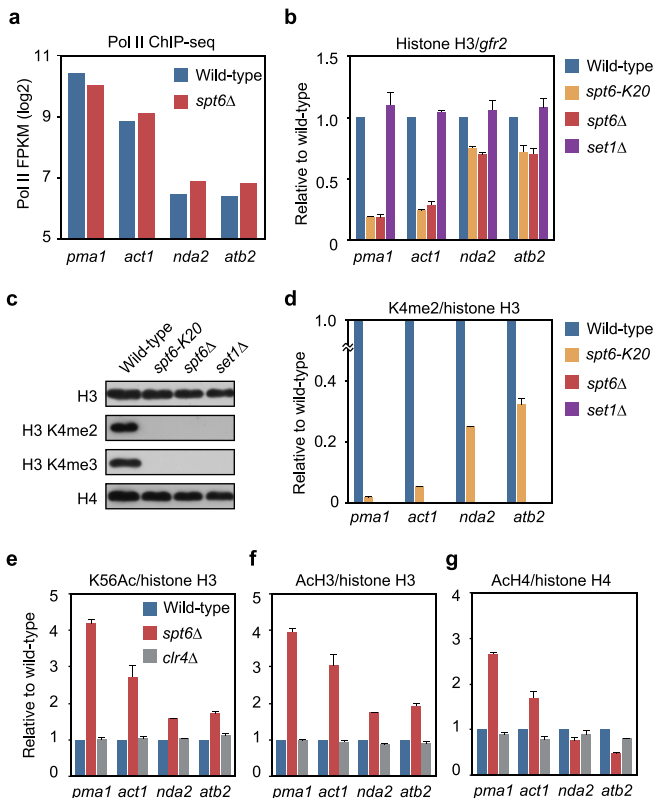 a
Pol II ChIP-seq
Pol II FPKM (log2)
11
9
7
5
Wild-type
spt6Δ
pma1 act1 nda2 atb2
b
Histone H3/gfr2
Relative to wild-type
1.5
1.0
0.5
0
Wild-type
spt6-K20
spt6Δ
set1Δ
pma1 act1 nda2 atb2
c
Wild-type
spt6-K20
spt6Δ
set1Δ
H3
H3 K4me2
H3 K4me3
H4
d
K4me2/histone H3
Relative to wild-type
1.0
0.4
0.2
0
Wild-type
spt6-K20
spt6Δ
set1Δ
pma1 act1 nda2 atb2
e
K56Ac/histone H3
Relative to wild-type
5
4
3
2
1
0
Wild-type
spt6Δ
clr4Δ
pma1 act1 nda2 atb2
f
AcH3/histone H3
5
4
3
2
1
0
pma1 act1 nda2 atb2
g
AcH4/histone H4
4
3
2
1
0
pma1 act1 nda2 atb2